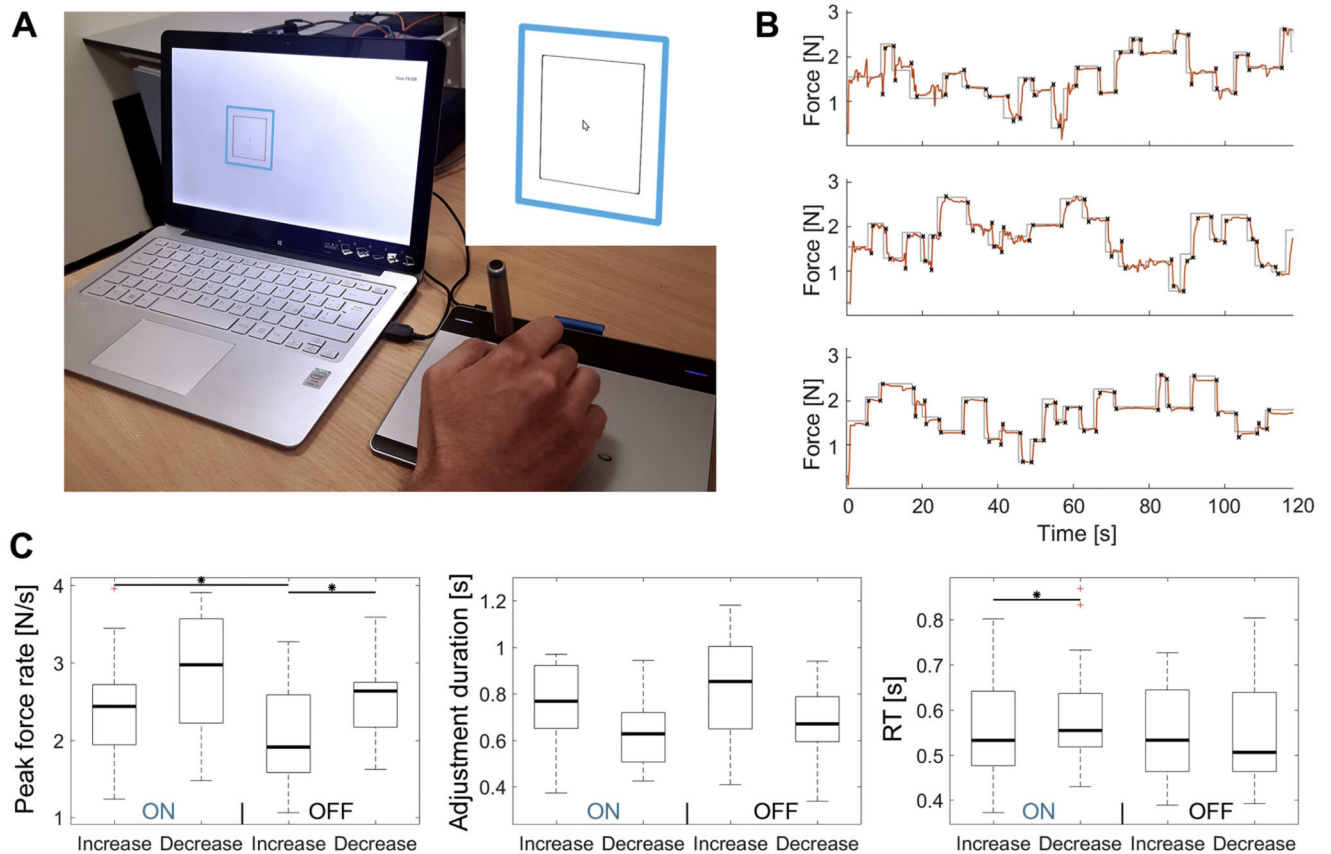 A
B
Force [N]
3
2
1
Force [N]
3
2
1
Force [N]
3
2
1
0 20 40 60 80 100 120
Time [s]
C
Peak force rate [N/s]
4
3
2
1
*
*
ON OFF
Increase Decrease Increase Decrease
Adjustment duration [s]
1.2
1
0.8
0.6
0.4
ON OFF
Increase Decrease Increase Decrease
RT [s]
0.8
0.7
0.6
0.5
0.4
*
ON OFF
Increase Decrease Increase Decrease